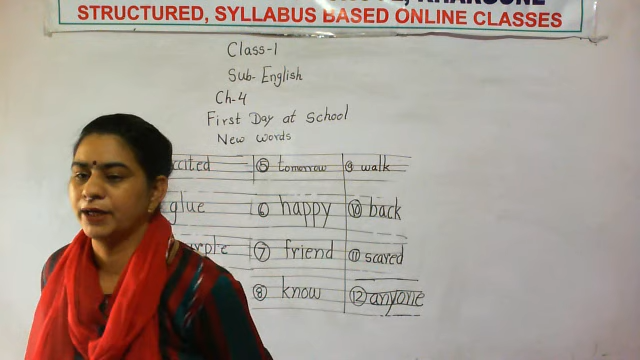 STRUCTURED, SYLLABUS BASED ONLINE CLASSES
Class-1
Sub-English
Ch-4
First Day at School
New words
⑤ tomorrow ⑨ walk
glue ⑥ happy ⑩ back
⑦ friend ⑪ scared
⑧ know ⑫ anyone